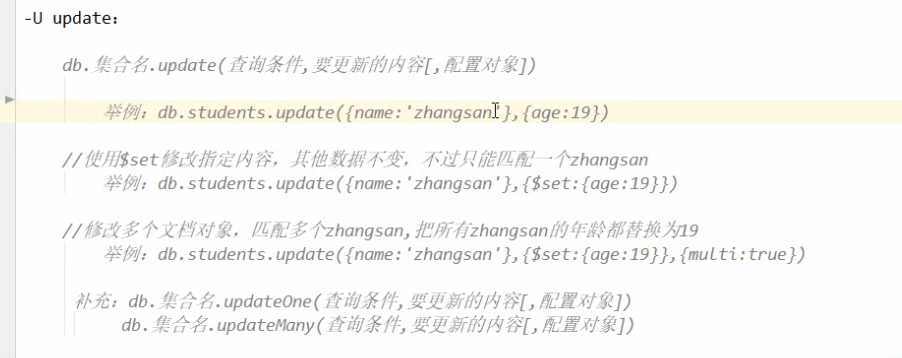 -U update：
db.集合名.update(查询条件,要更新的内容[,配置对象])
举例：db.students.update({name:'zhangsan'},{age:19})
//使用$set修改指定内容，其他数据不变，不过只能匹配一个zhangsan
举例：db.students.update({name:'zhangsan'},{$set:{age:19}})
//修改多个文档对象，匹配多个zhangsan,把所有zhangsan的年龄都替换为19
举例：db.students.update({name:'zhangsan'},{$set:{age:19}},{multi:true})
补充：db.集合名.updateOne(查询条件,要更新的内容[,配置对象])
db.集合名.updateMany(查询条件,要更新的内容[,配置对象])